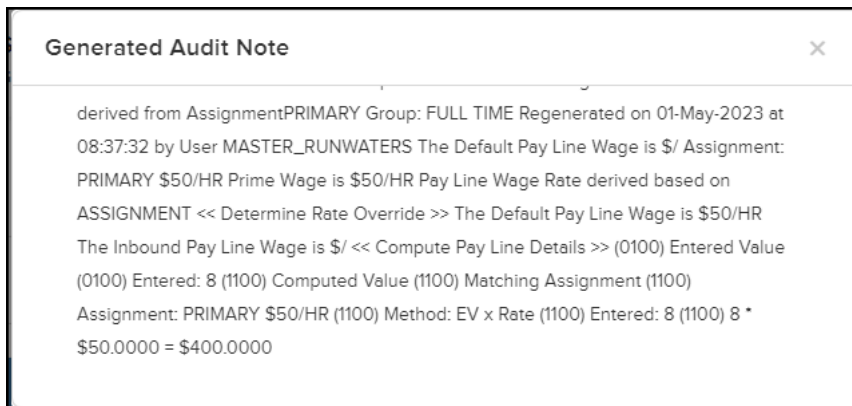 Generated Audit Note
×
derived from AssignmentPRIMARY Group: FULL TIME Regenerated on 01-May-2023 at
08:37:32 by User MASTER_RUNWATERS The Default Pay Line Wage is $/ Assignment:
PRIMARY $50/HR Prime Wage is $50/HR Pay Line Wage Rate derived based on
ASSIGNMENT << Determine Rate Override >> The Default Pay Line Wage is $50/HR
The Inbound Pay Line Wage is $/ << Compute Pay Line Details >> (0100) Entered Value
(0100) Entered: 8 (1100) Computed Value (1100) Matching Assignment (1100)
Assignment: PRIMARY $50/HR (1100) Method: EV x Rate (1100) Entered: 8 (1100) 8 *
$50.0000 = $400.0000